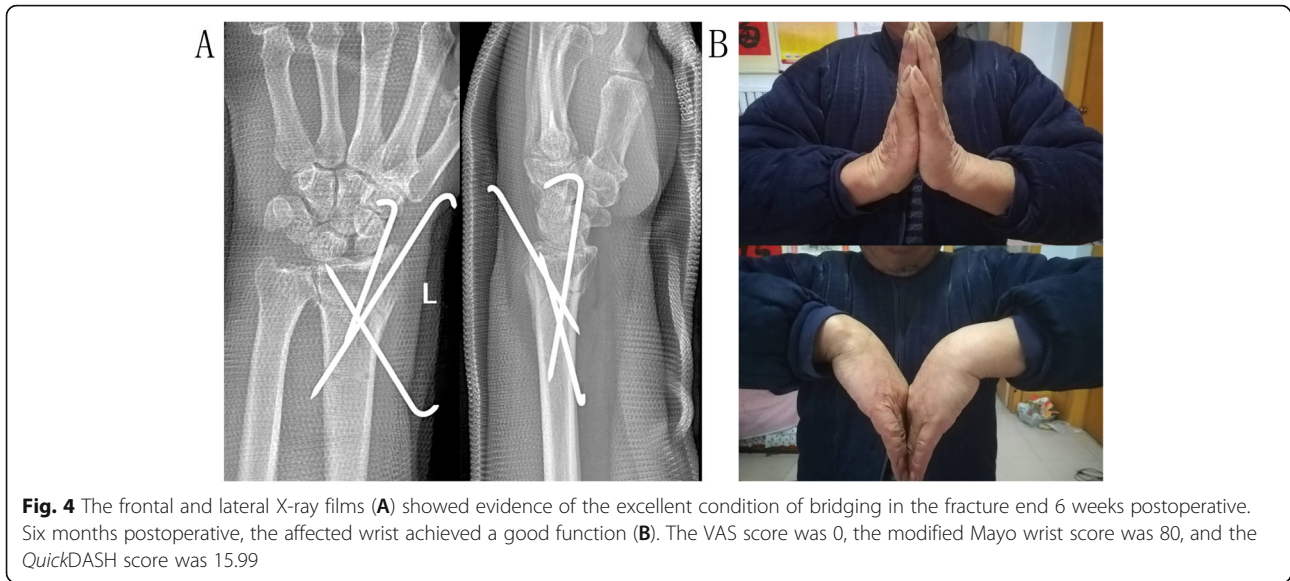 A
B
L
Fig. 4 The frontal and lateral X-ray films (A) showed evidence of the excellent condition of bridging in the fracture end 6 weeks postoperative.
Six months postoperative, the affected wrist achieved a good function (B). The VAS score was 0, the modified Mayo wrist score was 80, and the
QuickDASH score was 15.99